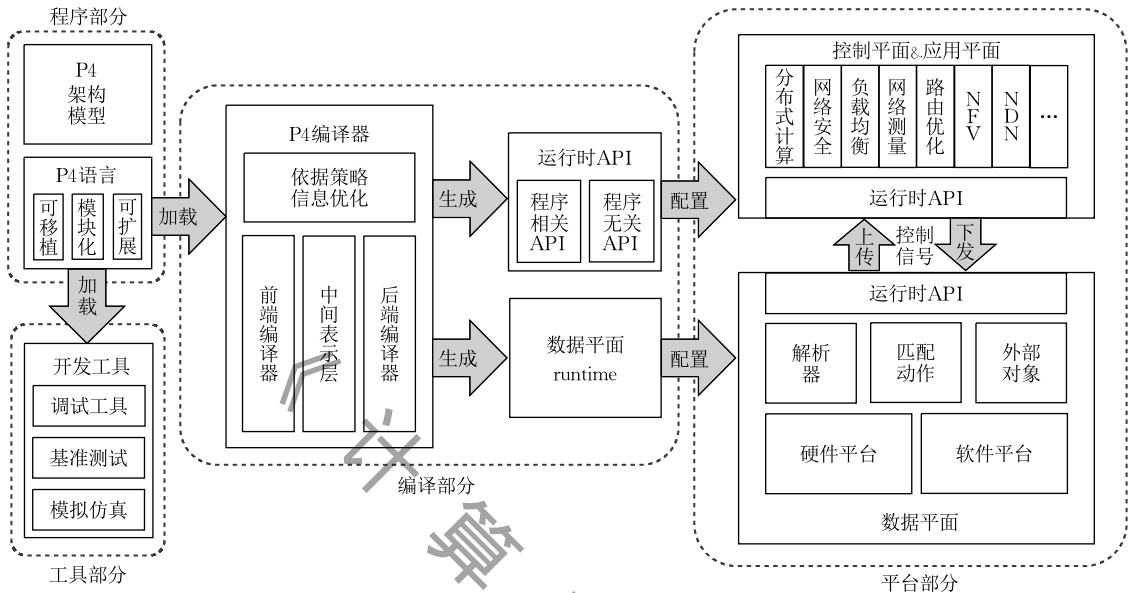 程序部分
P4
架构
模型
P4语言
可移植
模块化
可扩展
加载
加载
开发工具
调试工具
基准测试
模拟仿真
工具部分
P4编译器
依据策略
信息优化
前端编译器
中间表示层
后端编译器
生成
生成
运行时API
程序
相关
API
程序
无关
API
数据平面
runtime
编译部分
配置
配置
控制平面&应用平面
分布式计算
网络安全
负载均衡
网络测量
路由优化
NFV
NDN
…
运行时API
上传
控制
信号
下发
运行时API
解析
器
匹配
动作
外部
对象
硬件平台
软件平台
数据平面
平台部分
《计算